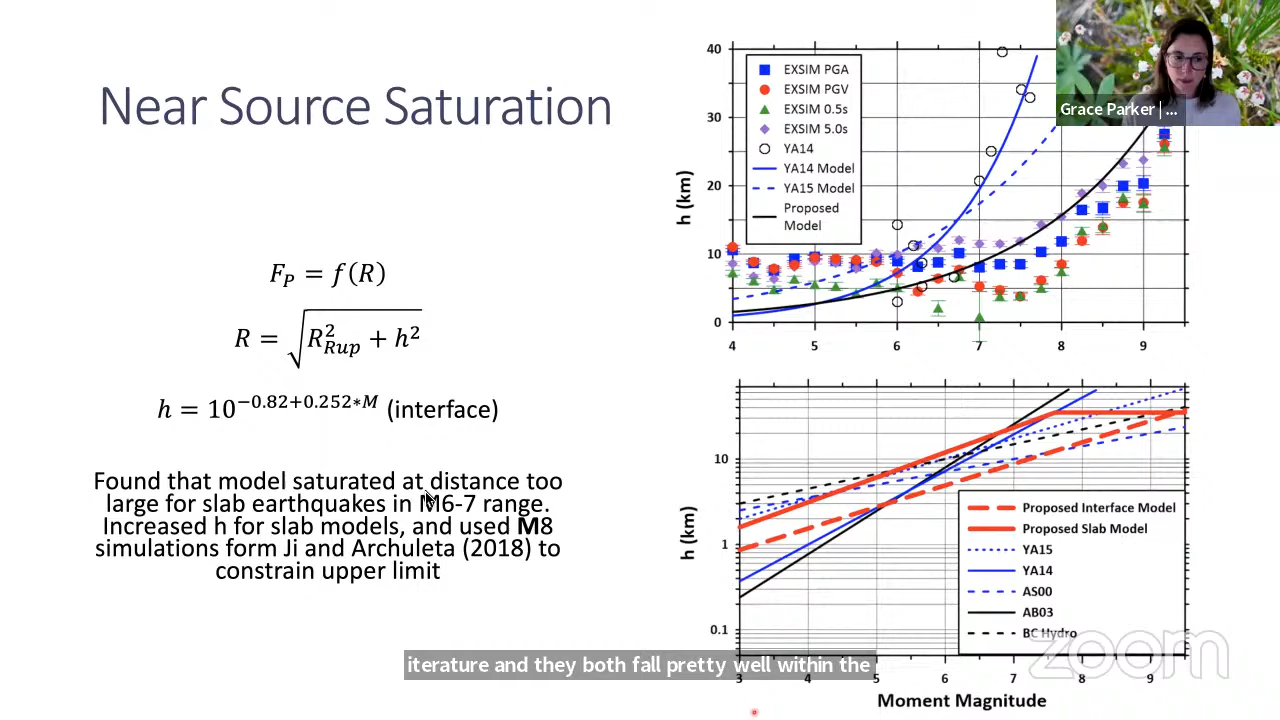 Near Source Saturation
F_P = f(R)
R = √(R_Rup^2 + h^2)
h = 10^(−0.82+0.252∗M) (interface)
Found that model saturated at distance too
large for slab earthquakes in M6-7 range.
Increased h for slab models, and used M8
simulations form Ji and Archuleta (2018) to
constrain upper limit
40
30
20
10
0
h (km)
EXSIM PGA
EXSIM PGV
EXSIM 0.5s
EXSIM 5.0s
YA14
YA14 Model
YA15 Model
Proposed
Model
4 5 6 7 8 9
Grace Parker | ...
10
1
0.1
h (km)
Proposed Interface Model
Proposed Slab Model
YA15
YA14
AS00
AB03
BC Hydro
zoom
3 4 5 6 7 8 9
Moment Magnitude
iterature and they both fall pretty well within the